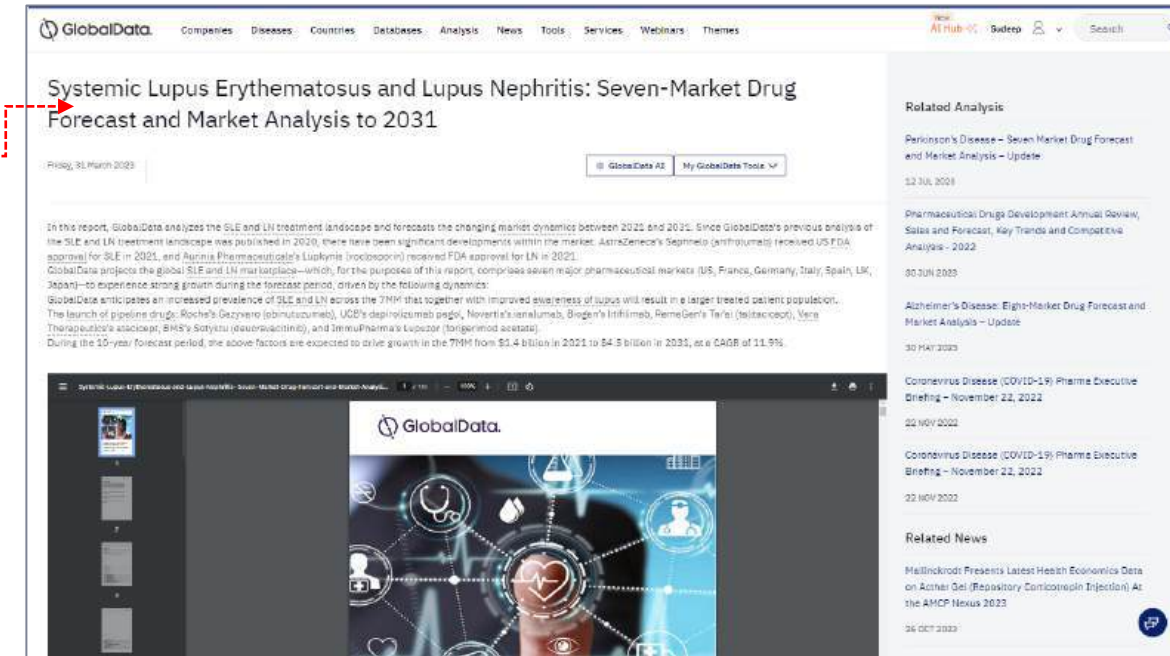 GlobalData.
Companies Diseases Countries Databases Analysis News Tools Services Webinars Themes
New
AI Hub
Sudeep
Search
Systemic Lupus Erythematosus and Lupus Nephritis: Seven-Market Drug
Forecast and Market Analysis to 2031
Friday, 31 March 2023
GlobalData AI
My GlobalData Tools
In this report, GlobalData analyzes the SLE and LN treatment landscape and forecasts the changing market dynamics between 2021 and 2031. Since GlobalData's previous analysis of
the SLE and LN treatment landscape was published in 2020, there have been significant developments within the market. AstraZeneca's Saphnelo (anifrolumab) received US FDA
approval for SLE in 2021, and Aurinia Pharmaceuticals's Lupkynis (voclosporin) received FDA approval for LN in 2021.
GlobalData projects the global SLE and LN marketplace—which, for the purposes of this report, comprises seven major pharmaceutical markets (US, France, Germany, Italy, Spain, UK,
Japan)—to experience strong growth during the forecast period, driven by the following dynamics:
GlobalData anticipates an increased prevalence of SLE and LN across the 7MM that together with improved awareness of lupus will result in a larger treated patient population.
The launch of pipeline drugs: Roche's Gazyvaro (obinutuzumab), UCB's dapirolizumab pegol, Novartis's ianalumab, Biogen's litifilimab, RemeGen's Tai'ai (telitacicept), Vera
Therapeutics's atacicept, BMS's Sotyktu (deucravacitinib), and ImmuPharma's Lupuzor (forigerimod acetate).
During the 10-year forecast period, the above factors are expected to drive growth in the 7MM from $1.4 billion in 2021 to $4.5 billion in 2031, at a CAGR of 11.9%.
Systemic-Lupus-Erythematosus-and-Lupus-Nephritis-Seven-Market-Drug-Forecast-and-Market-Analysi...
1
100%
GlobalData.
Related Analysis
Parkinson's Disease – Seven Market Drug Forecast
and Market Analysis – Update
12 JUL 2023
Pharmaceutical Drugs Development Annual Review,
Sales and Forecast, Key Trends and Competitive
Analysis - 2022
30 JUN 2023
Alzheimer's Disease: Eight-Market Drug Forecast and
Market Analysis – Update
30 MAY 2023
Coronavirus Disease (COVID-19) Pharma Executive
Briefing – November 22, 2022
22 NOV 2022
Coronavirus Disease (COVID-19) Pharma Executive
Briefing – November 22, 2022
22 NOV 2022
Related News
Mallinckrodt Presents Latest Health Economics Data
on Acthar Gel (Repository Corticotropin Injection) At
the AMCP Nexus 2023
26 OCT 2023